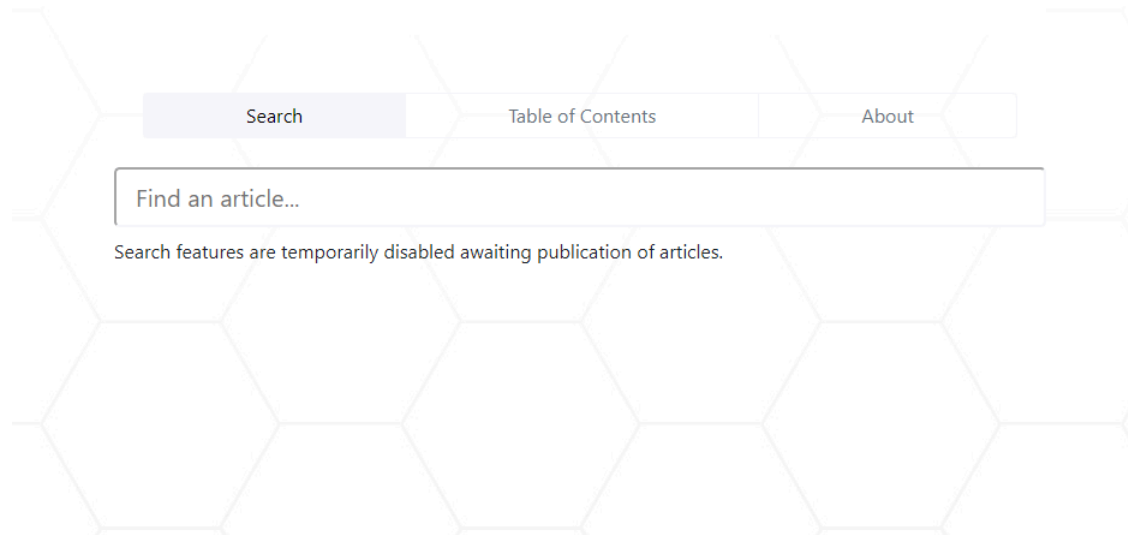 Search
Table of Contents
About
Find an article...
Search features are temporarily disabled awaiting publication of articles.